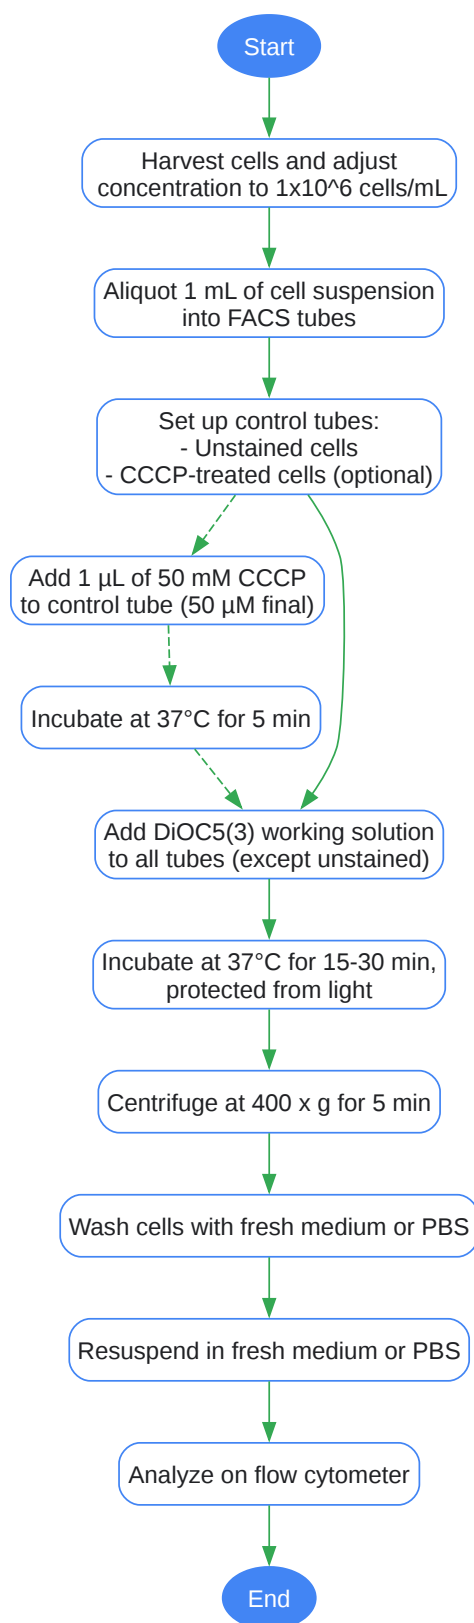 Start
Harvest cells and adjust
concentration to 1x10^6 cells/mL
Aliquot 1 mL of cell suspension
into FACS tubes
Set up control tubes:
- Unstained cells
- CCCP-treated cells (optional)
Add 1 µL of 50 mM CCCP
to control tube (50 µM final)
Incubate at 37°C for 5 min
Add DiOC5(3) working solution
to all tubes (except unstained)
Incubate at 37°C for 15-30 min,
protected from light
Centrifuge at 400 x g for 5 min
Wash cells with fresh medium or PBS
Resuspend in fresh medium or PBS
Analyze on flow cytometer
End